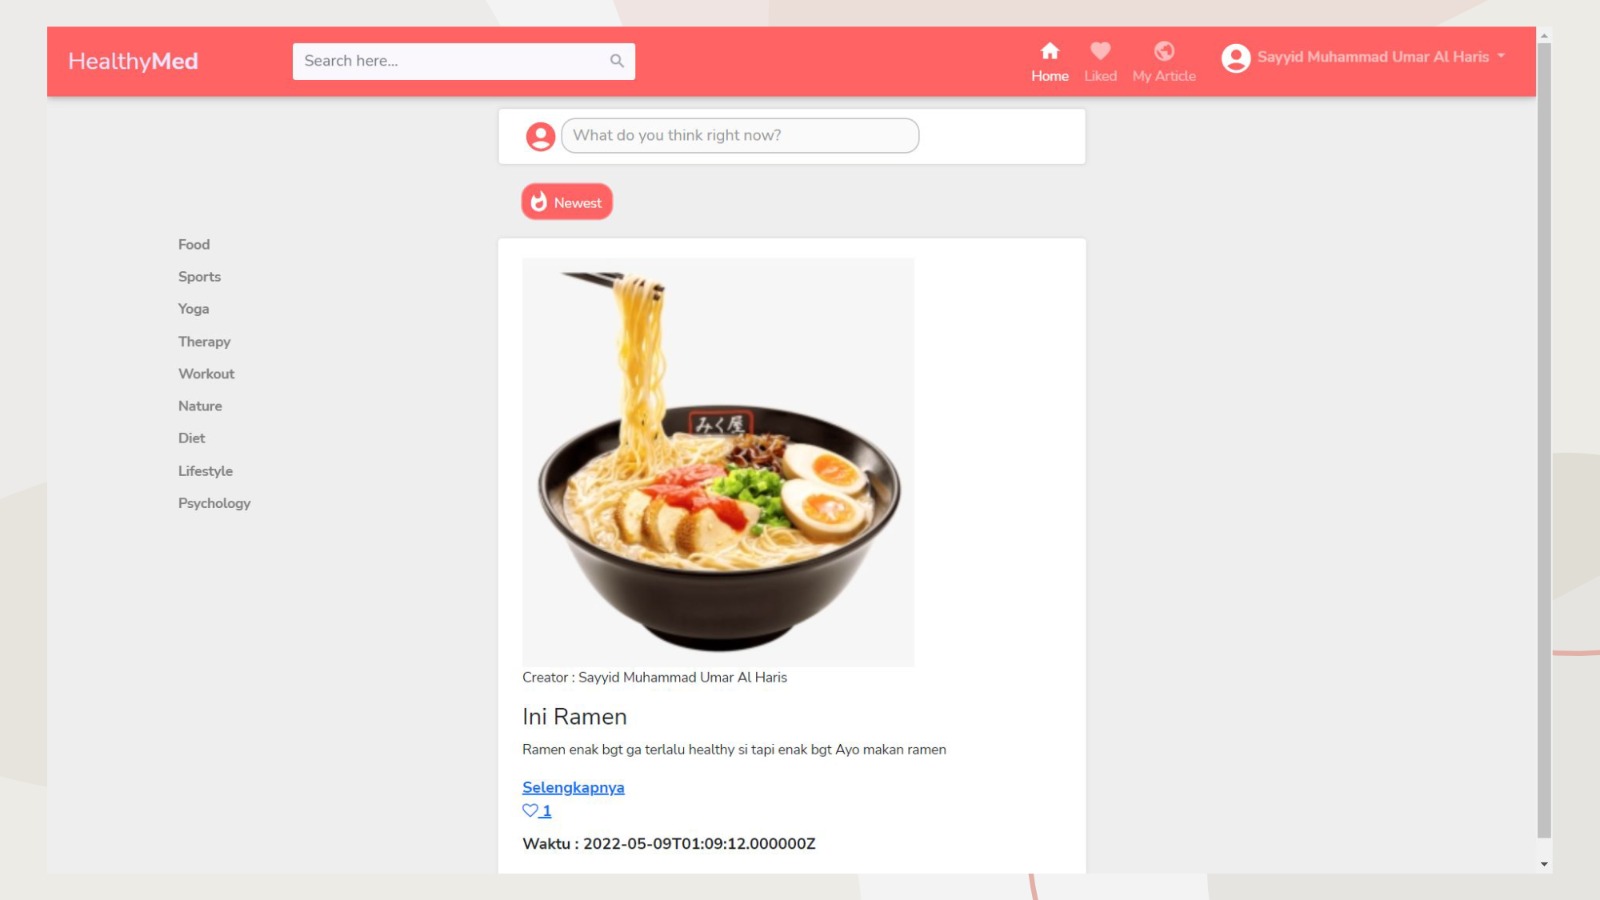 HealthyMed
Search here...
Home
Liked
My Article
Sayyid Muhammad Umar Al Haris
What do you think right now?
Newest
Food
Sports
Yoga
Therapy
Workout
Nature
Diet
Lifestyle
Psychology
みく屋
Creator : Sayyid Muhammad Umar Al Haris
Ini Ramen
Ramen enak bgt ga terlalu healthy si tapi enak bgt Ayo makan ramen
Selengkapnya
1
Waktu : 2022-05-09T01:09:12.000000Z